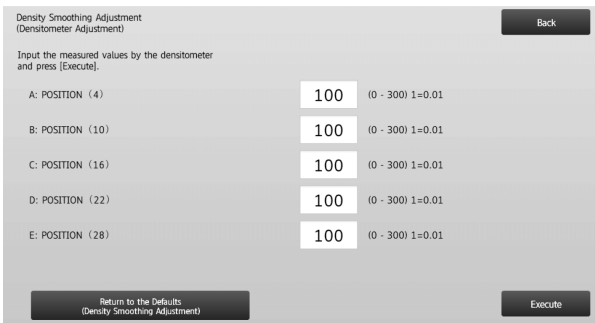 Density Smoothing Adjustment
(Densitometer Adjustment)
Back
Input the measured values by the densitometer
and press [Execute].
A: POSITION (4) 100 (0 - 300) 1=0.01
B: POSITION (10) 100 (0 - 300) 1=0.01
C: POSITION (16) 100 (0 - 300) 1=0.01
D: POSITION (22) 100 (0 - 300) 1=0.01
E: POSITION (28) 100 (0 - 300) 1=0.01
Return to the Defaults
(Density Smoothing Adjustment)
Execute